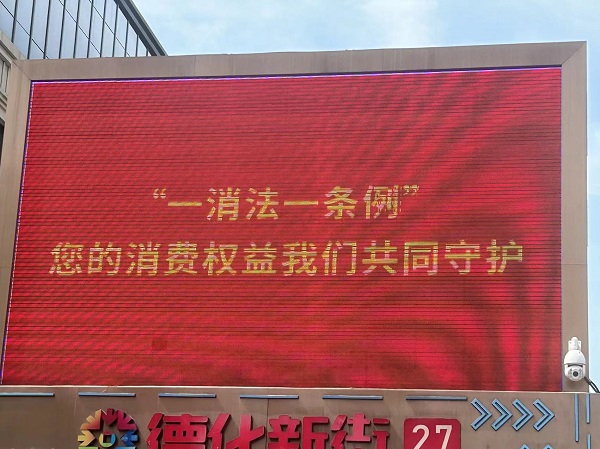 “一消法一条例”
您的消费权益我们共同守护
德化新街 27